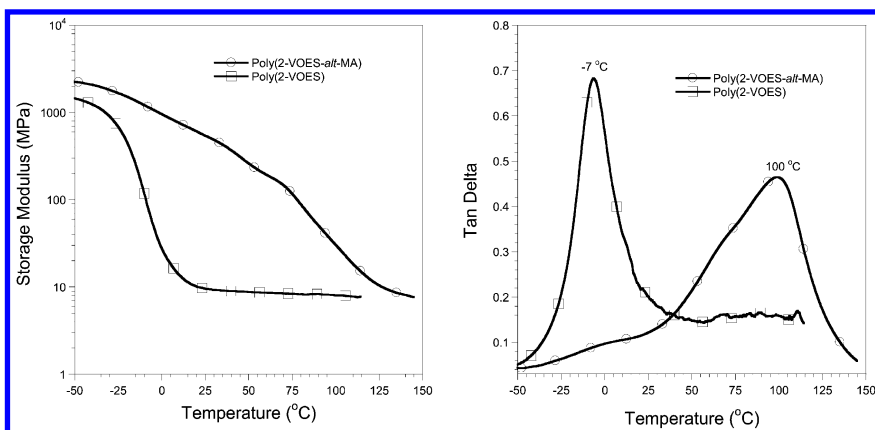 10⁴
1000
100
10
1
Storage Modulus (MPa)
-50 -25 0 25 50 75 100 125 150
Temperature (°C)
Poly(2-VOES-alt-MA)
Poly(2-VOES)
0.8
0.7
0.6
0.5
0.4
0.3
0.2
0.1
Tan Delta
-50 -25 0 25 50 75 100 125 150
Temperature (°C)
-7 °C
Poly(2-VOES-alt-MA)
Poly(2-VOES)
100 °C